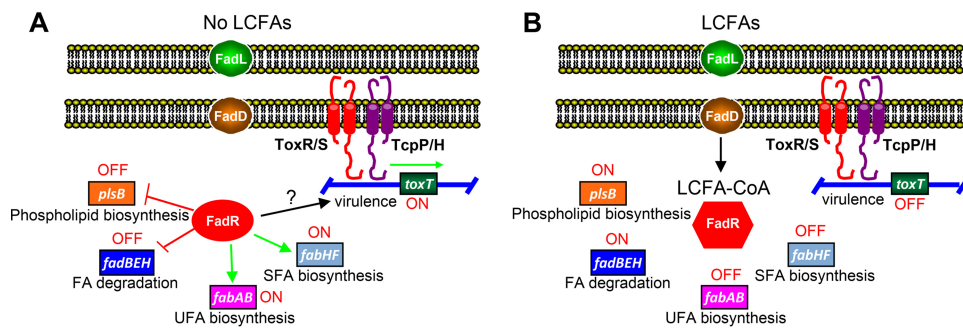 A
No LCFAs
FadL
FadD
ToxR/S
TcpP/H
OFF
plsB
Phospholipid biosynthesis
FadR
?
virulence
toxT
ON
OFF
fadBEH
FA degradation
ON
fabHF
SFA biosynthesis
fabAB
ON
UFA biosynthesis
B
LCFAs
FadL
FadD
ToxR/S
TcpP/H
LCFA-CoA
FadR
virulence
toxT
OFF
ON
plsB
Phospholipid biosynthesis
ON
fadBEH
FA degradation
OFF
fabHF
SFA biosynthesis
OFF
fabAB
UFA biosynthesis